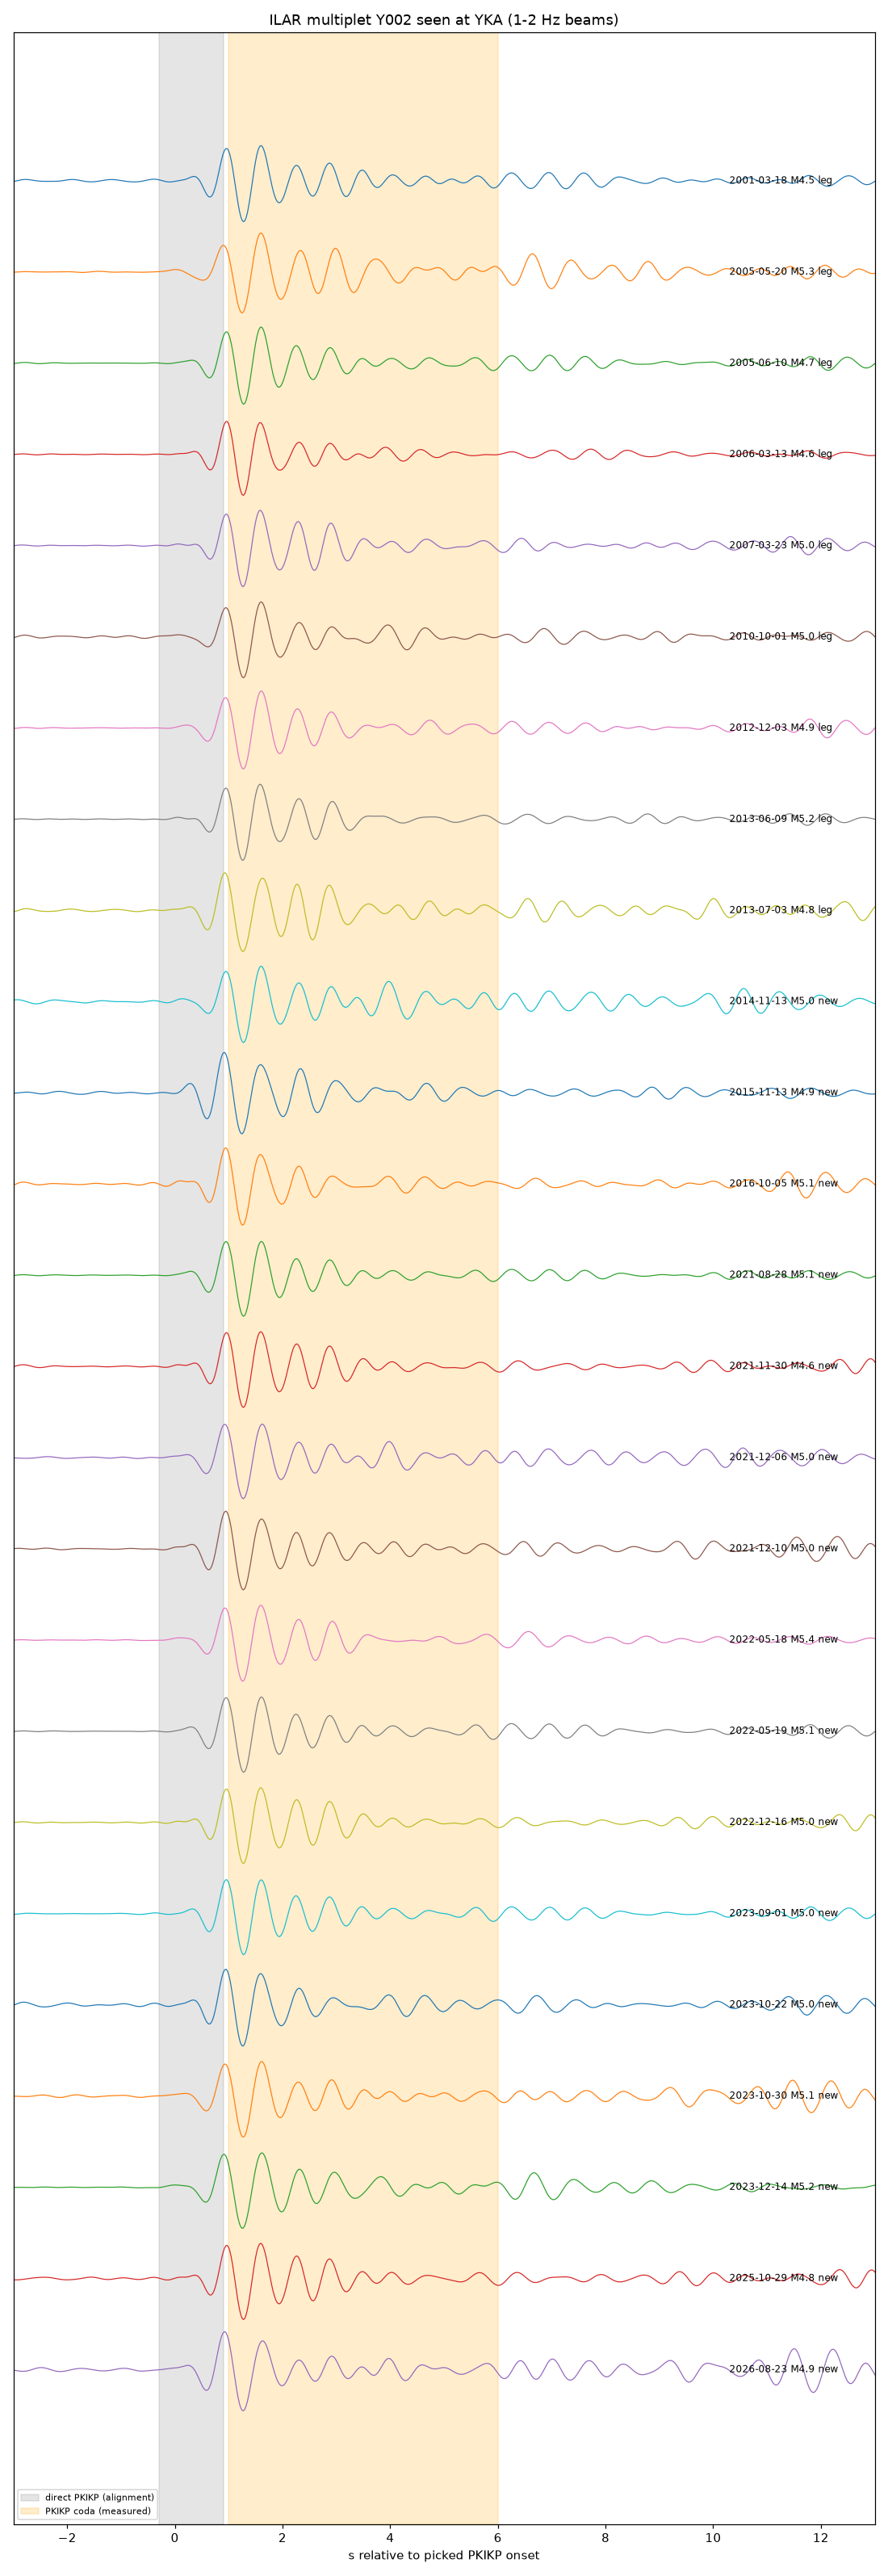 ILAR multiplet Y002 seen at YKA (1-2 Hz beams)
2001-03-18 M4.5 leg
2005-05-20 M5.3 leg
2005-06-10 M4.7 leg
2006-03-13 M4.6 leg
2007-03-23 M5.0 leg
2010-10-01 M5.0 leg
2012-12-03 M4.9 leg
2013-06-09 M5.2 leg
2013-07-03 M4.8 leg
2014-11-13 M5.0 new
2015-11-13 M4.9 new
2016-10-05 M5.1 new
2021-08-28 M5.1 new
2021-11-30 M4.6 new
2021-12-06 M5.0 new
2021-12-10 M5.0 new
2022-05-18 M5.4 new
2022-05-19 M5.1 new
2022-12-16 M5.0 new
2023-09-01 M5.0 new
2023-10-22 M5.0 new
2023-10-30 M5.1 new
2023-12-14 M5.2 new
2025-10-29 M4.8 new
2026-08-23 M4.9 new
direct PKIKP (alignment)
PKIKP coda (measured)
−2 0 2 4 6 8 10 12
s relative to picked PKIKP onset